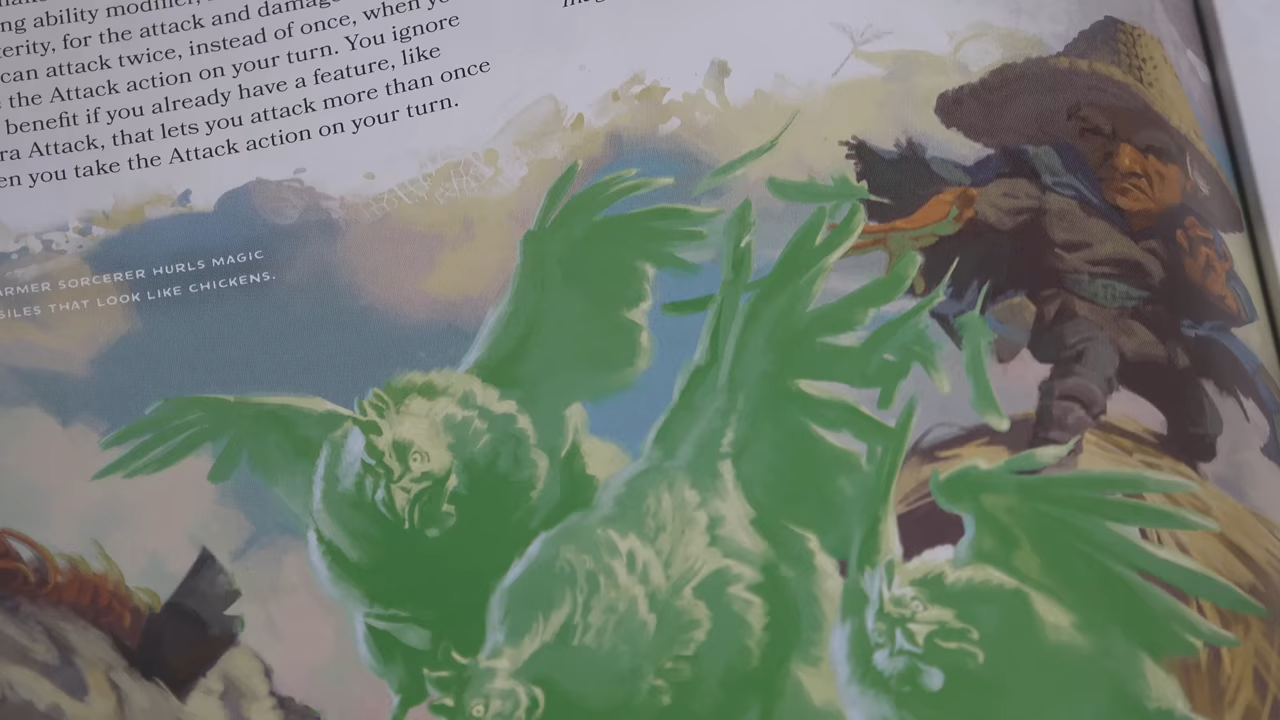 ng ability modifier,
terity, for the attack and damage
can attack twice, instead of once, when yo
the Attack action on your turn. You ignore
benefit if you already have a feature, like
ra Attack, that lets you attack more than once
en you take the Attack action on your turn.
ARMER SORCERER HURLS MAGIC
SILES THAT LOOK LIKE CHICKENS.